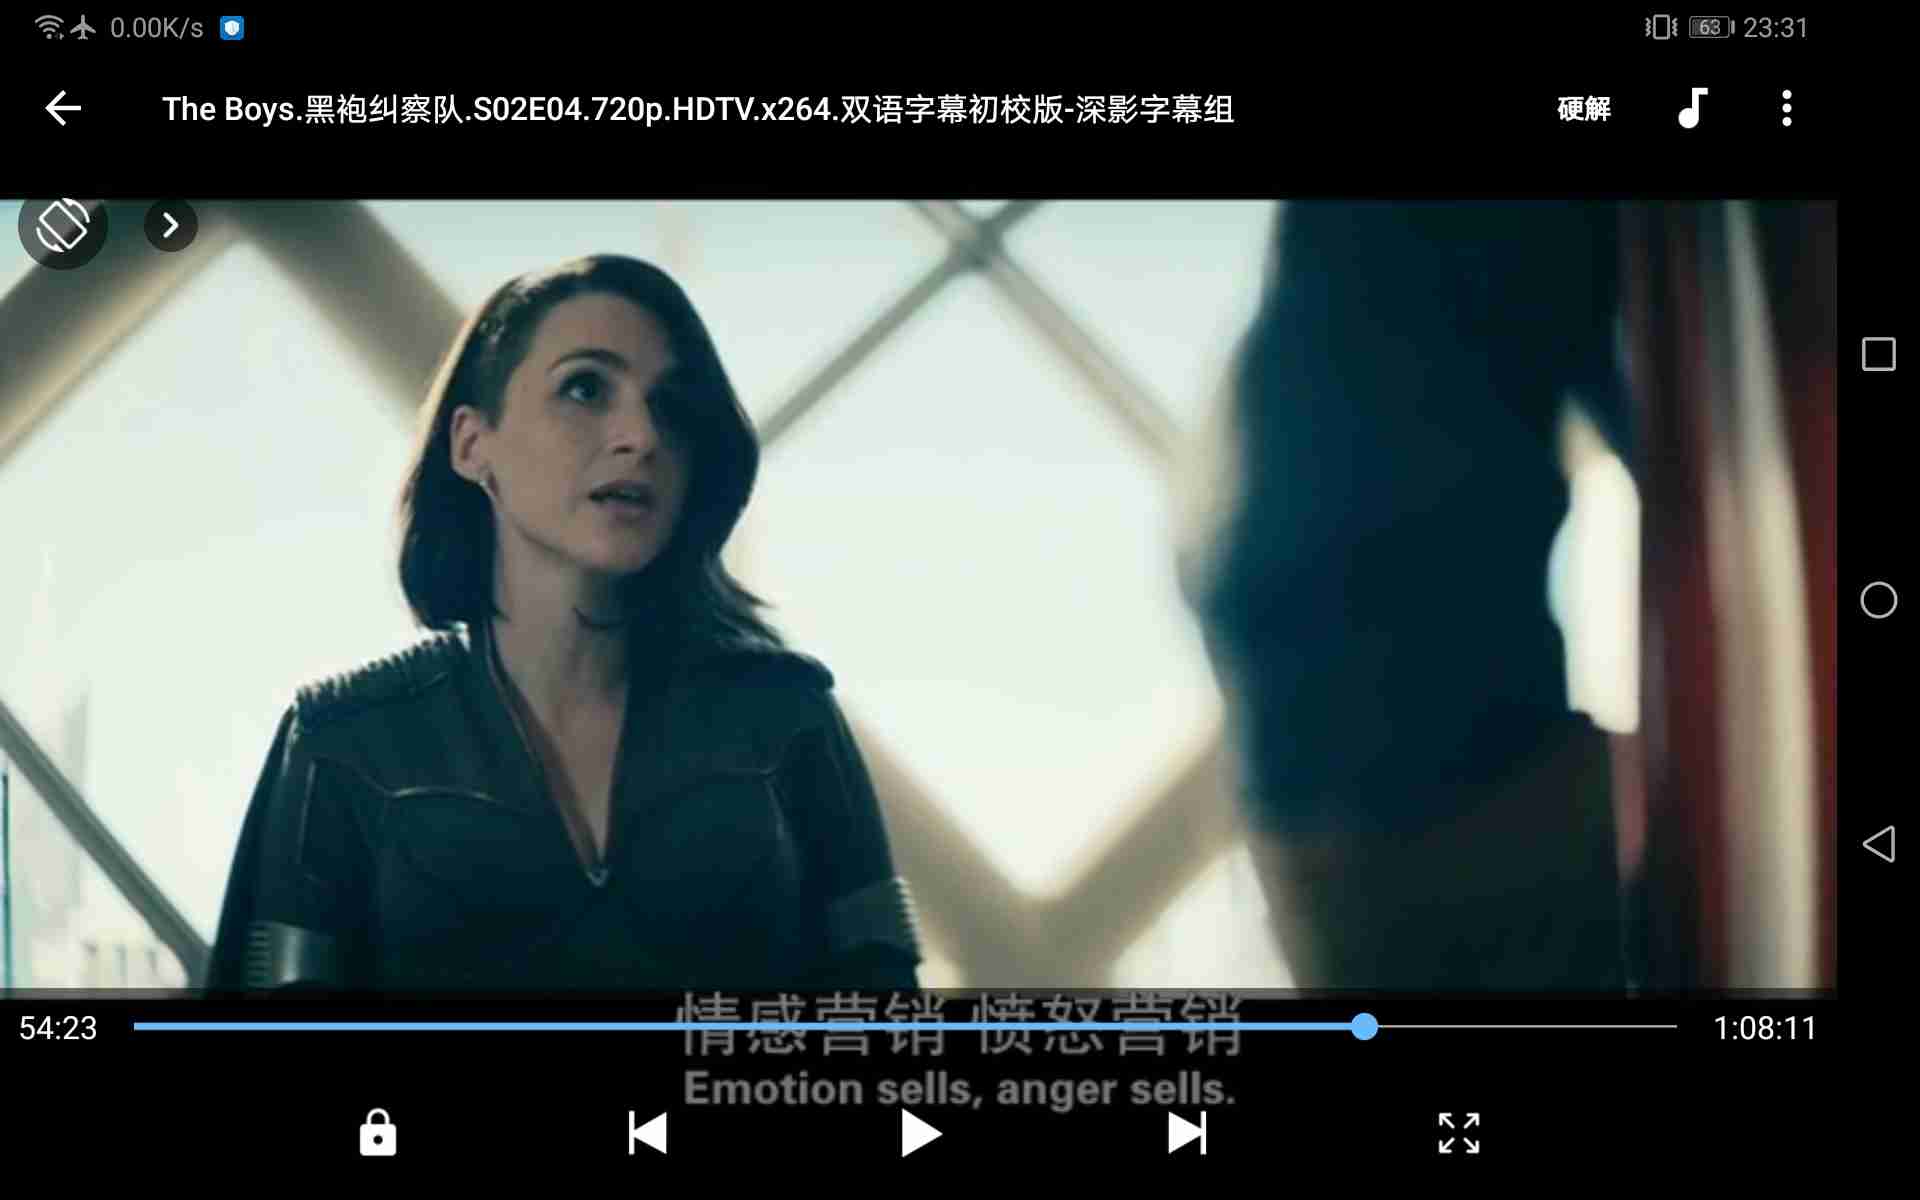 0.00K/s
63
23:31
The Boys.黑袍纠察队.S02E04.720p.HDTV.x264.双语字幕初校版-深影字幕组
硬解
54:23
1:08:11
情感营销 愤怒营销
Emotion sells, anger sells.